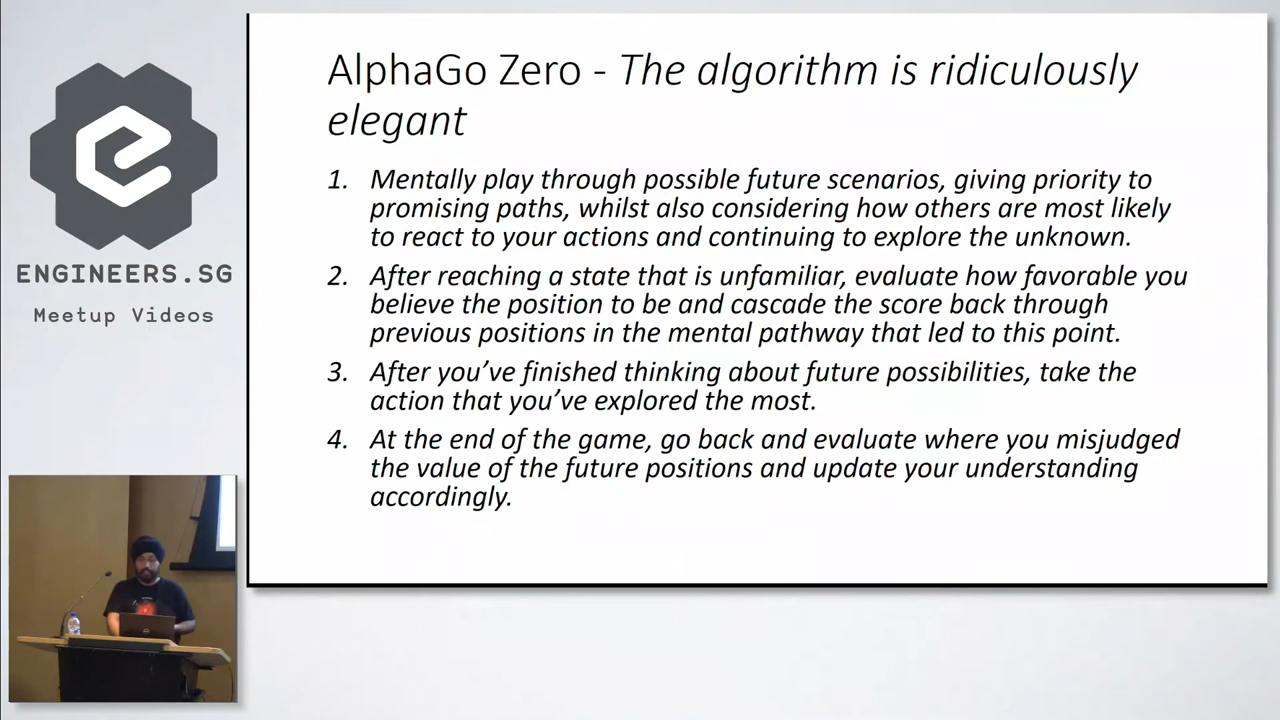 AlphaGo Zero - The algorithm is ridiculously
elegant
1. Mentally play through possible future scenarios, giving priority to
promising paths, whilst also considering how others are most likely
to react to your actions and continuing to explore the unknown.
2. After reaching a state that is unfamiliar, evaluate how favorable you
believe the position to be and cascade the score back through
previous positions in the mental pathway that led to this point.
3. After you’ve finished thinking about future possibilities, take the
action that you’ve explored the most.
4. At the end of the game, go back and evaluate where you misjudged
the value of the future positions and update your understanding
accordingly.
ENGINEERS.SG
Meetup Videos